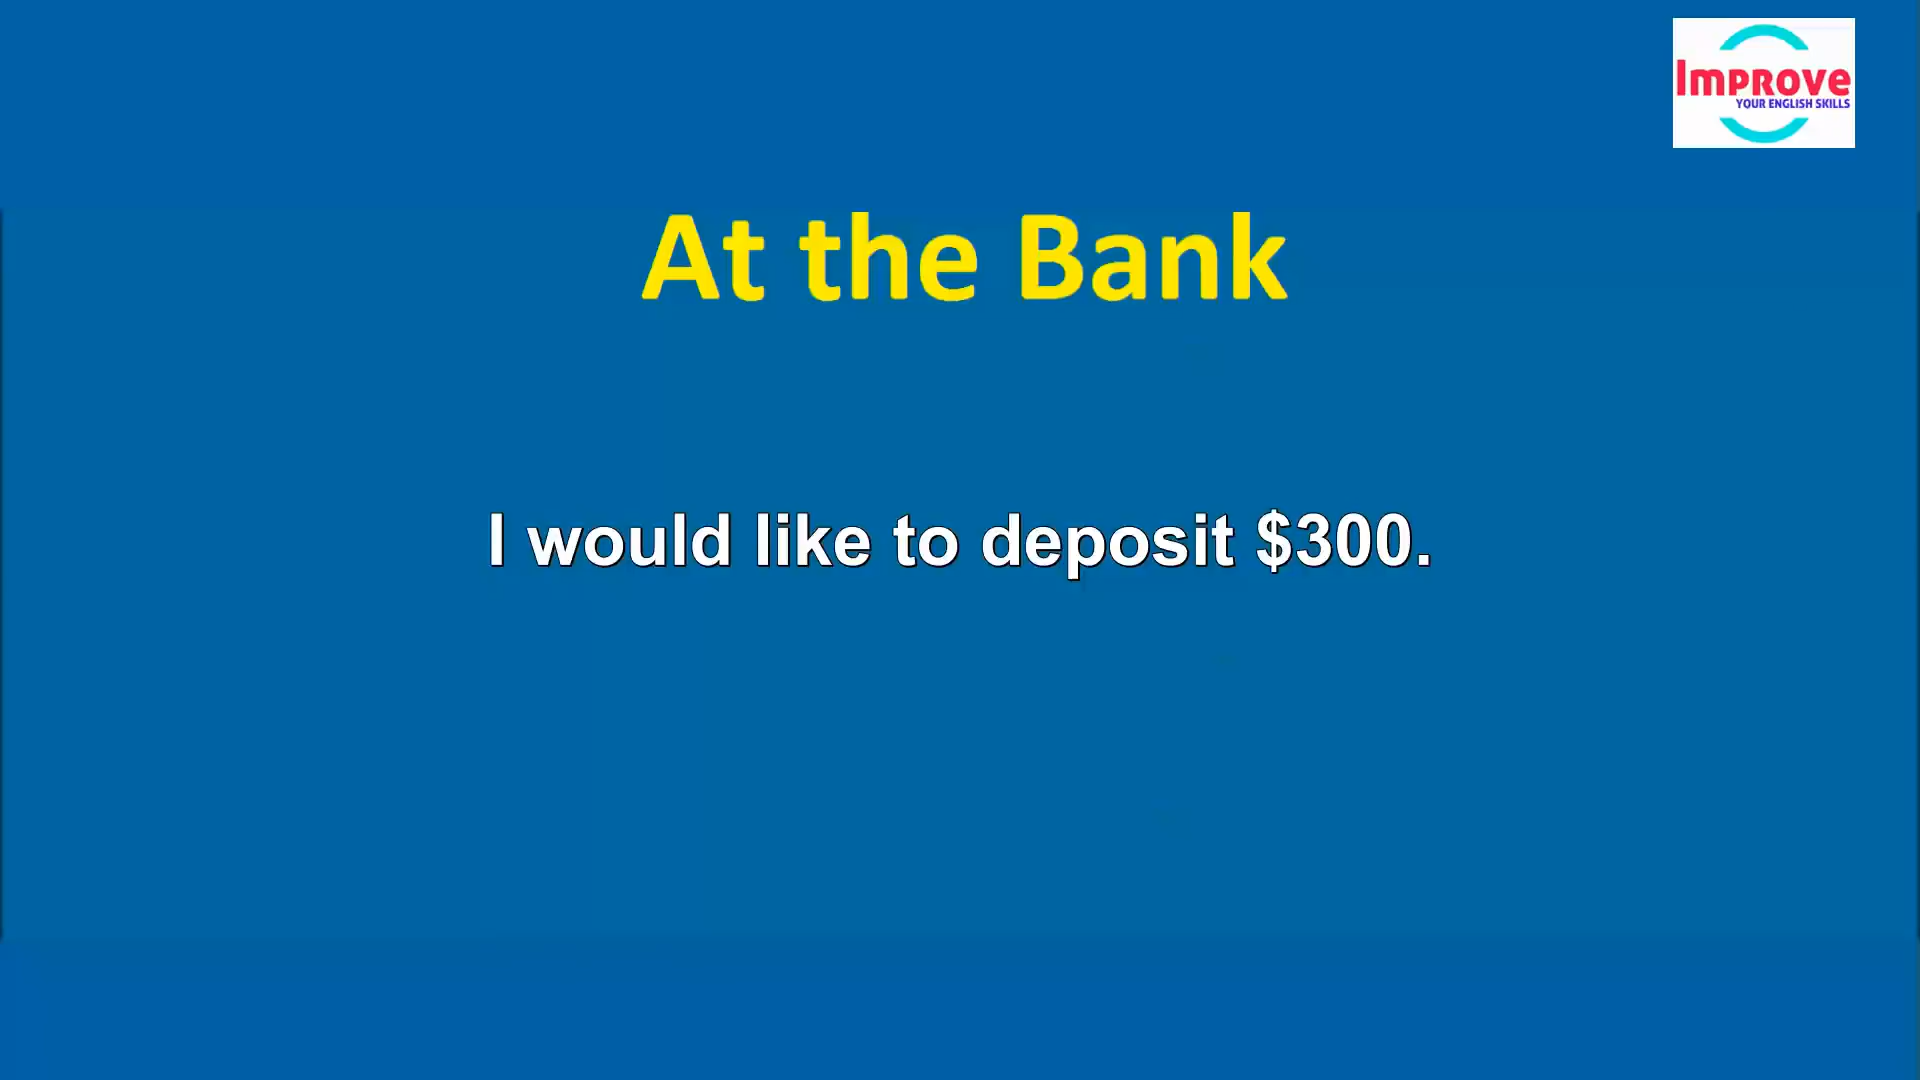 Improve
YOUR ENGLISH SKILLS
At the Bank
I would like to deposit $300.